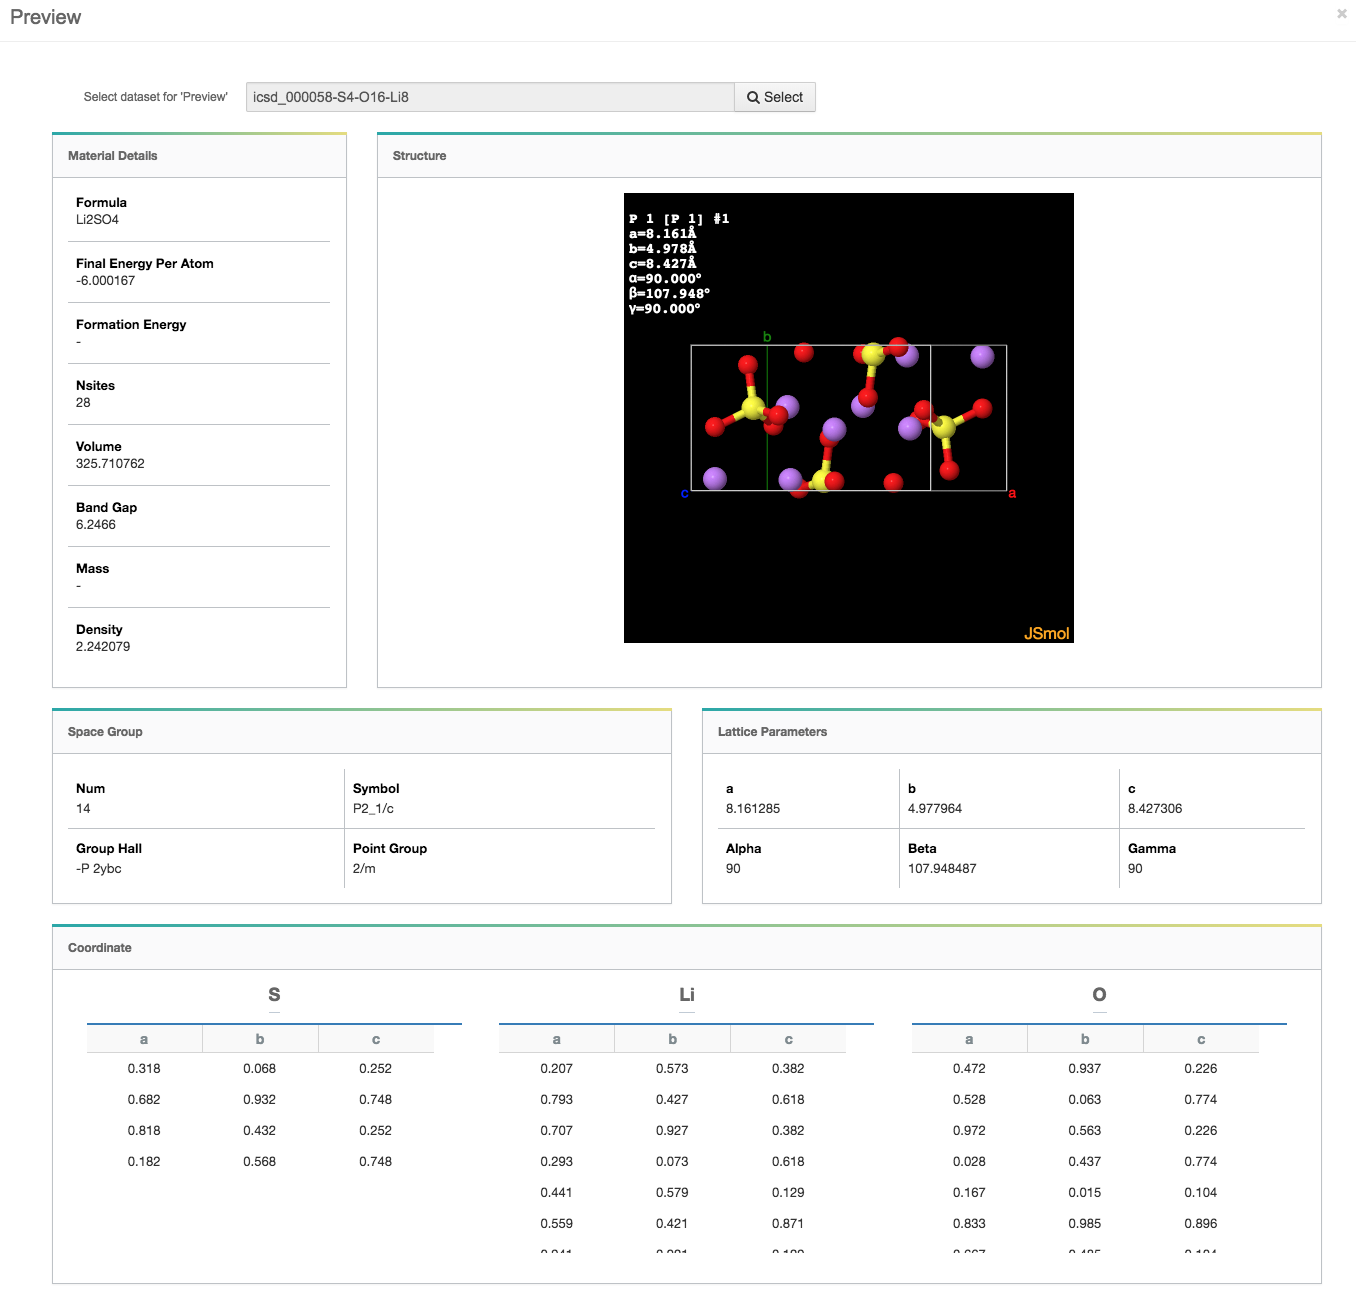 Preview
×
Select dataset for 'Preview'
icsd_000058-S4-O16-Li8
Select
Material Details
Formula
Li2SO4
Final Energy Per Atom
-6.000167
Formation Energy
-
Nsites
28
Volume
325.710762
Band Gap
6.2466
Mass
-
Density
2.242079
Structure
P 1 [P 1] #1
a=8.161Å
b=4.978Å
c=8.427Å
α=90.000°
β=107.948°
γ=90.000°
b
c
a
JSmol
Space Group
Num
14
Symbol
P2_1/c
Group Hall
-P 2ybc
Point Group
2/m
Lattice Parameters
a
8.161285
b
4.977964
c
8.427306
Alpha
90
Beta
107.948487
Gamma
90
Coordinate
S
a b c
0.318 0.068 0.252
0.682 0.932 0.748
0.818 0.432 0.252
0.182 0.568 0.748
Li
a b c
0.207 0.573 0.382
0.793 0.427 0.618
0.707 0.927 0.382
0.293 0.073 0.618
0.441 0.579 0.129
0.559 0.421 0.871
O
a b c
0.472 0.937 0.226
0.528 0.063 0.774
0.972 0.563 0.226
0.028 0.437 0.774
0.167 0.015 0.104
0.833 0.985 0.896